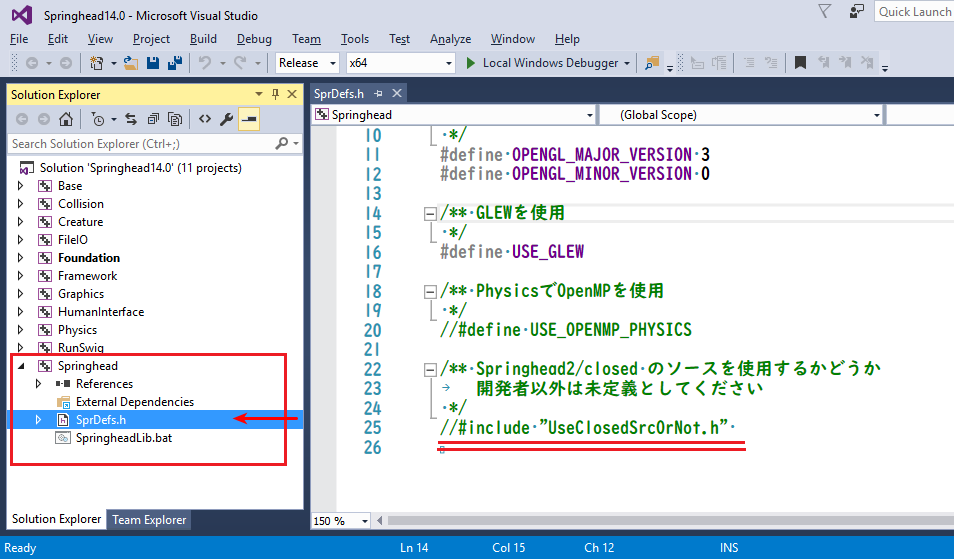 Springhead14.0 - Microsoft Visual Studio
Quick Launch
File Edit View Project Build Debug Team Tools Test Analyze Window Help
Release x64 Local Windows Debugger
Solution Explorer
Search Solution Explorer (Ctrl+;)
Solution 'Springhead14.0' (11 projects)
Base
Collision
Creature
FileIO
Foundation
Framework
Graphics
HumanInterface
Physics
RunSwig
Springhead
References
External Dependencies
SprDefs.h
SpringheadLib.bat
Solution Explorer Team Explorer
SprDefs.h
Springhead (Global Scope)
10 */
11 #define OPENGL_MAJOR_VERSION 3
12 #define OPENGL_MINOR_VERSION 0
13
14 /** GLEWを使用
15 */
16 #define USE_GLEW
17
18 /** PhysicsでOpenMPを使用
19 */
20 //#define USE_OPENMP_PHYSICS
21
22 /** Springhead2/closed のソースを使用するかどうか
23 開発者以外は未定義としてください
24 */
25 //#include "UseClosedSrcOrNot.h"
26
150 %
Ready Ln 14 Col 15 Ch 12 INS